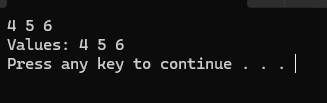 4 5 6
Values: 4 5 6
Press any key to continue . . .